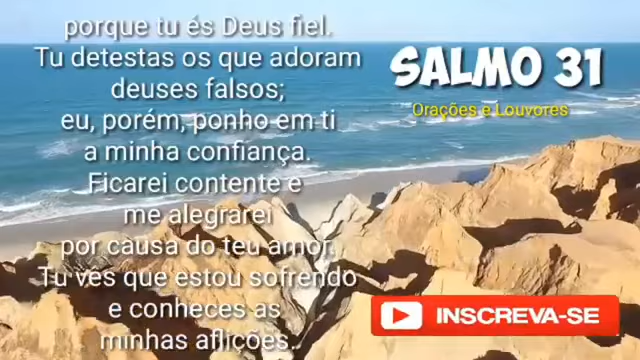 porque tu és Deus fiel.
Tu detestas os que adoram
deuses falsos;
eu, porém, ponho em ti
a minha confiança.
Ficarei contente e
me alegrarei
por causa do teu amor.
Tu vês que estou sofrendo
e conheces as
minhas aflições.
SALMO 31
Orações e Louvores
INSCREVA-SE